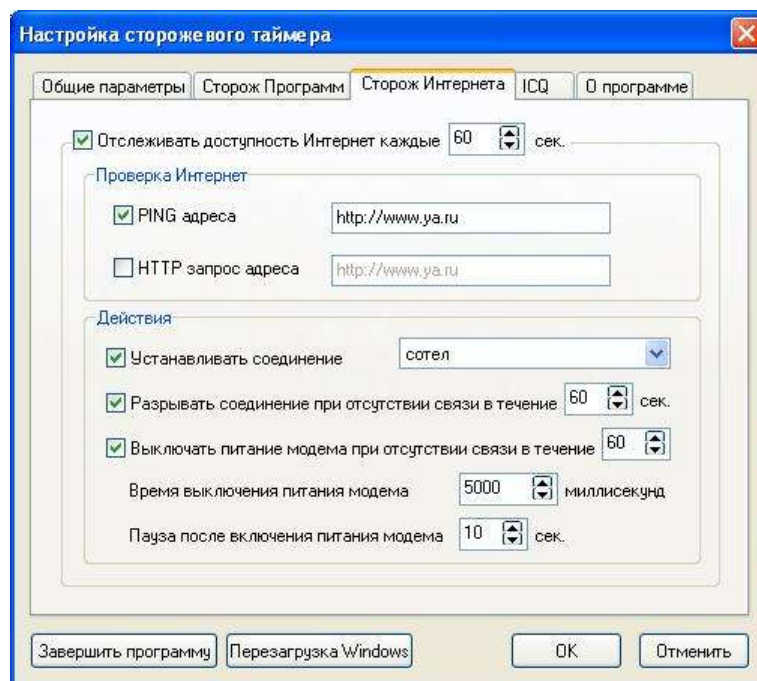 Настройка сторожевого таймера
Общие параметры Сторож Программ Сторож Интернета ICQ О программе
Отслеживать доступность Интернет каждые 60 сек.
Проверка Интернет
PING адреса http://www.ya.ru
HTTP запрос адреса http://www.ya.ru
Действия
Устанавливать соединение сотел
Разрывать соединение при отсутствии связи в течение 60 сек.
Выключать питание модема при отсутствии связи в течение 60
Время выключения питания модема 5000 миллисекунд
Пауза после включения питания модема 10 сек.
Завершить программу Перезагрузка Windows OK Отменить